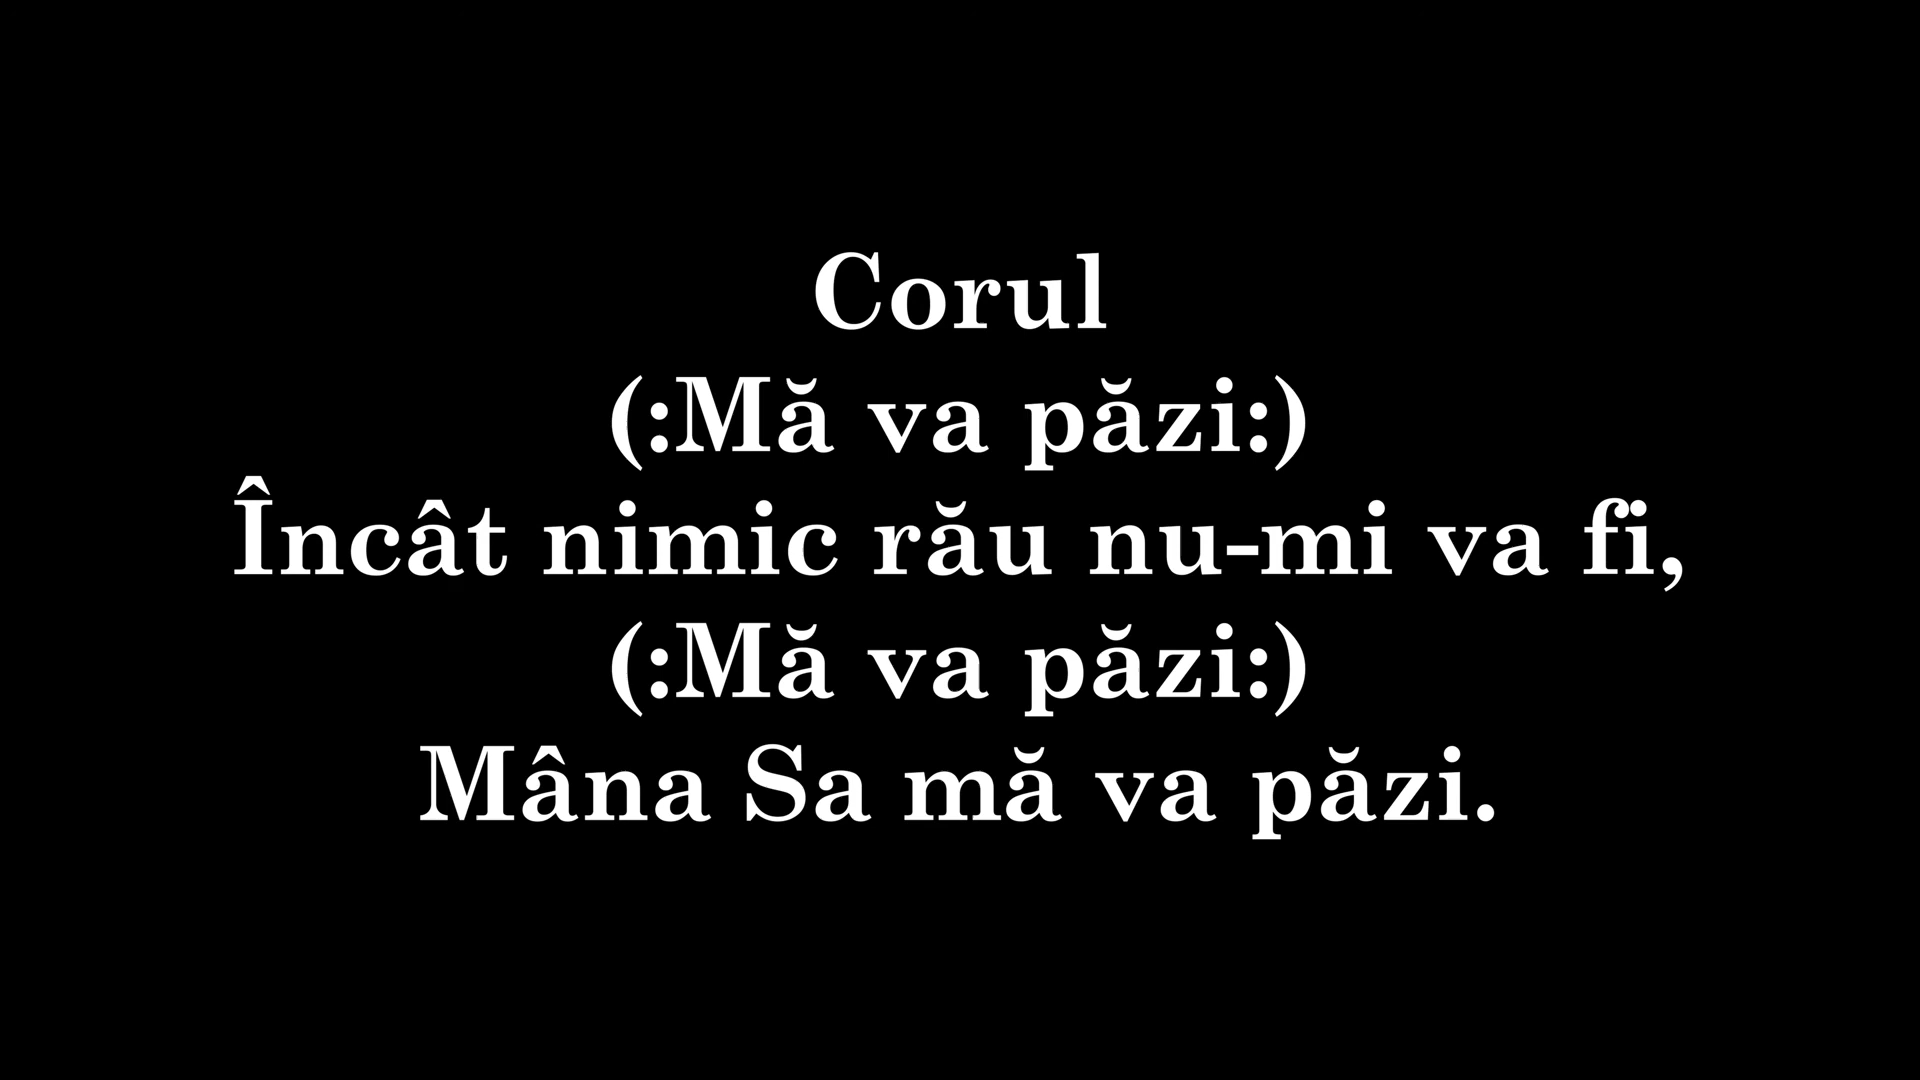 Corul
(:Mă va păzi:)
Încât nimic rău nu-mi va fi,
(:Mă va păzi:)
Mâna Sa mă va păzi.